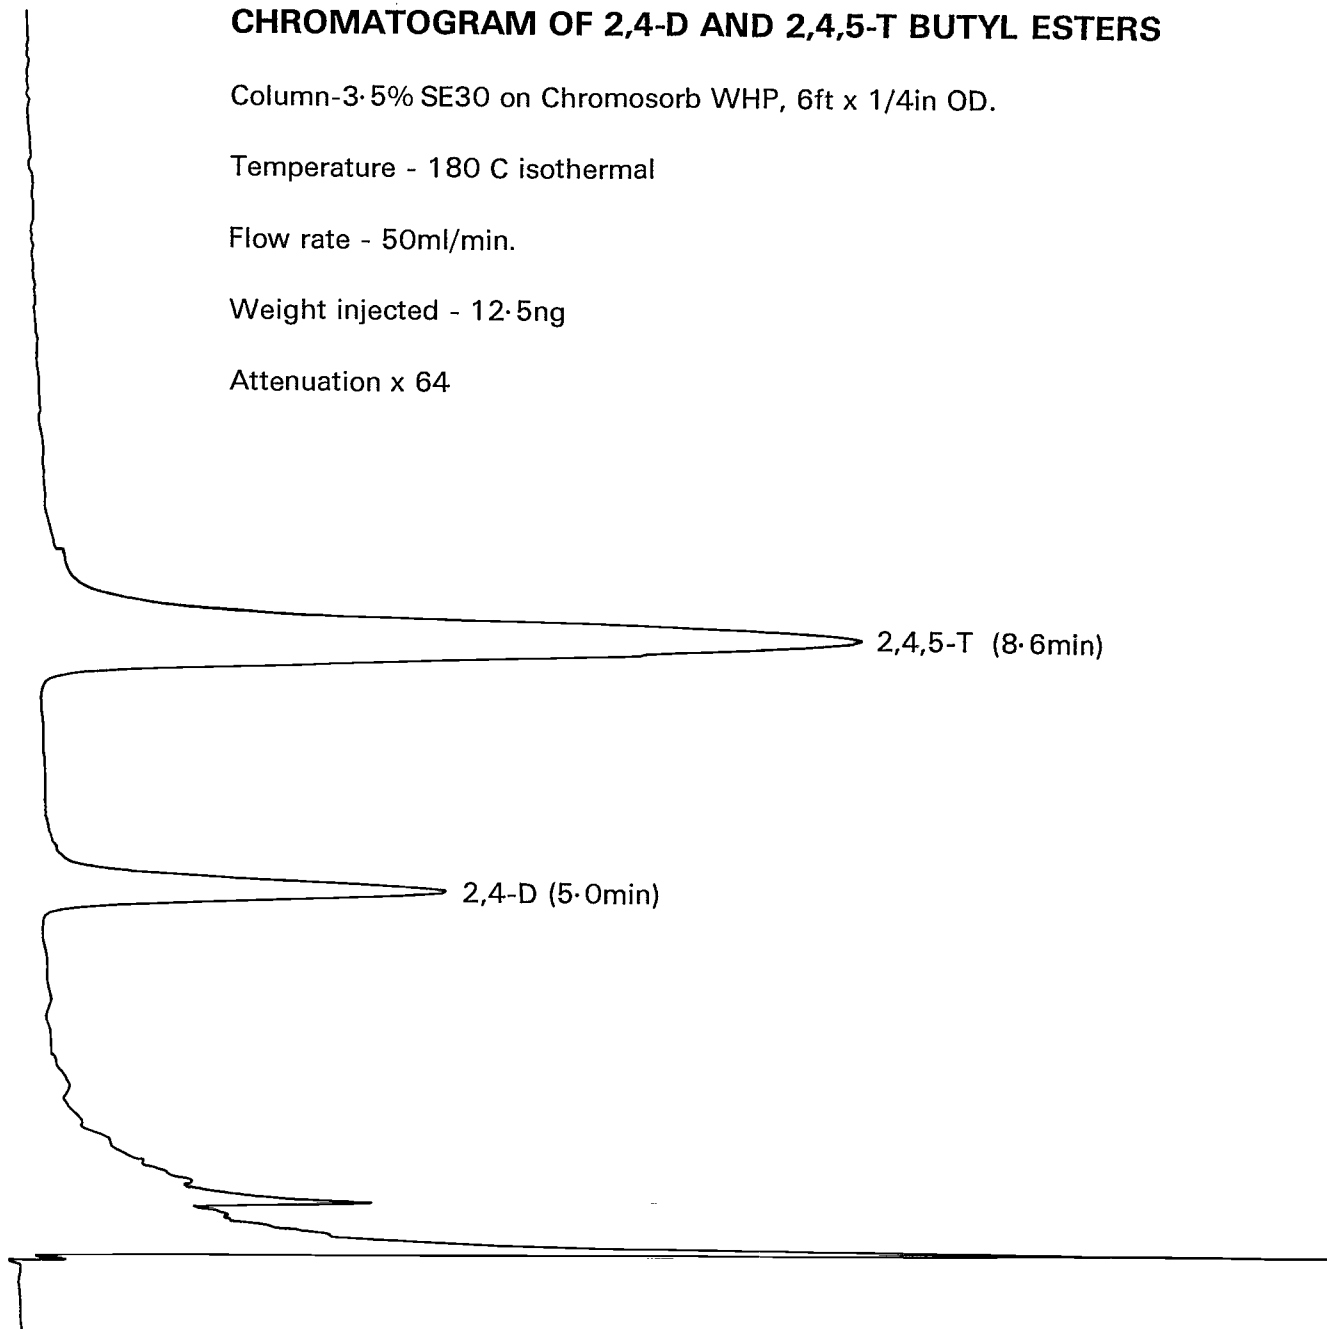 CHROMATOGRAM OF 2,4-D AND 2,4,5-T BUTYL ESTERS
Column-3·5% SE30 on Chromosorb WHP, 6ft x 1/4in OD.
Temperature - 180 C isothermal
Flow rate - 50ml/min.
Weight injected - 12·5ng
Attenuation x 64
2,4,5-T (8·6min)
2,4-D (5·0min)